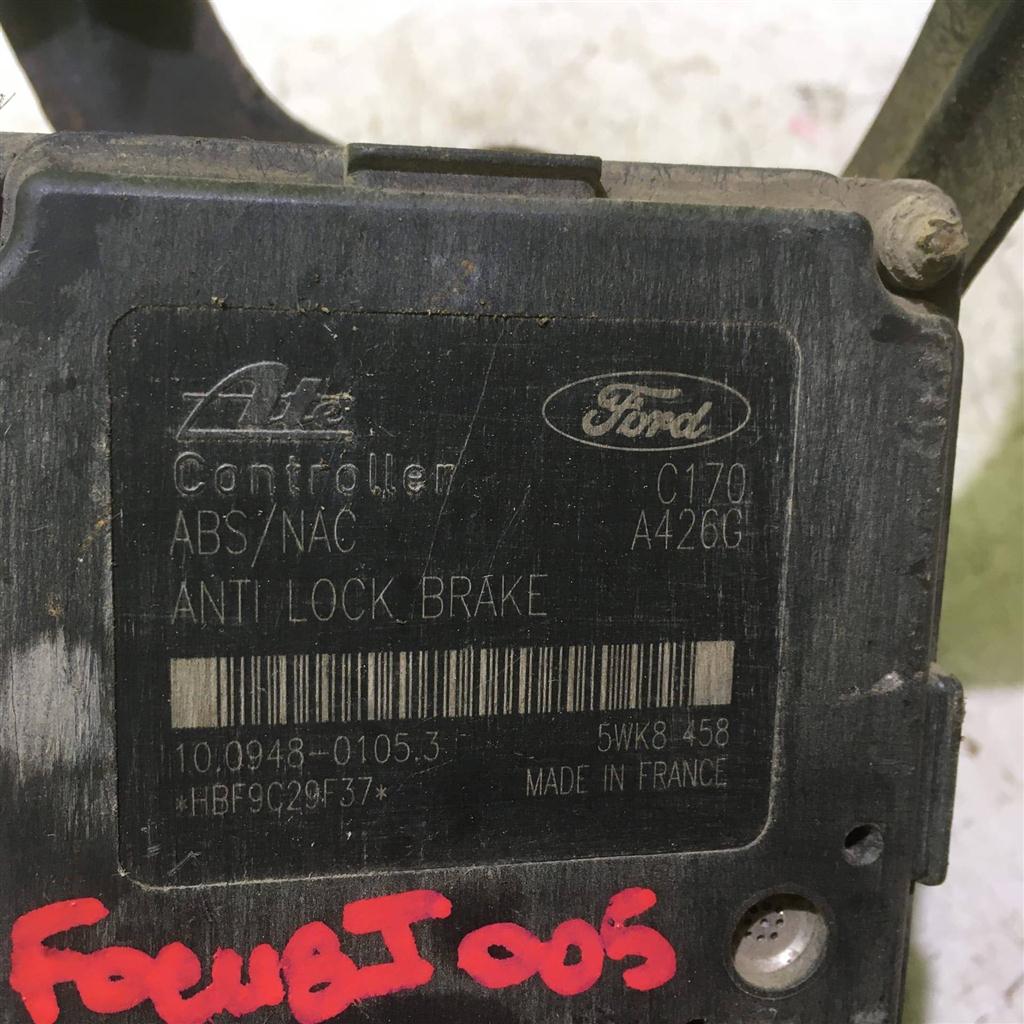 Ate Ford
Controller C170
ABS/NAC A426G
ANTI LOCK BRAKE
10.0948-0105.3 5WK8 458
*HBF9C29F37* MADE IN FRANCE
FOCUS I 005